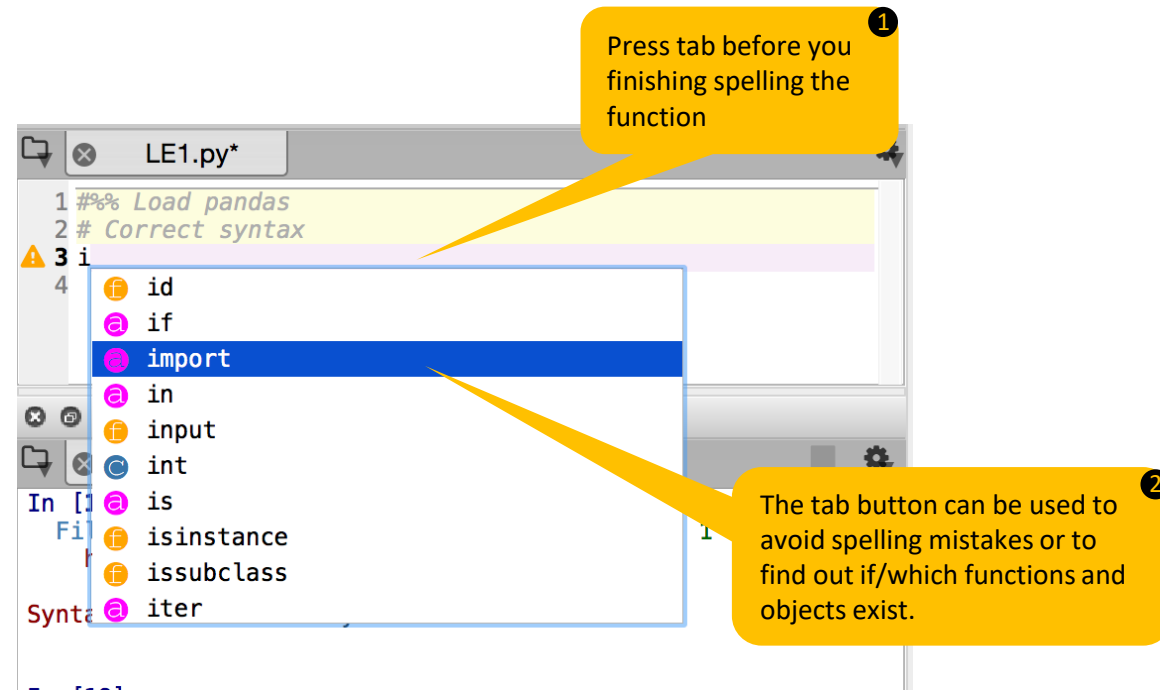 1
Press tab before you
finishing spelling the
function
LE1.py*
1 #%% Load pandas
2 # Correct syntax
3 i
4
f id
a if
a import
a in
f input
C int
a is
f isinstance
f issubclass
a iter
In [1
Fil
1
Synta
2
The tab button can be used to
avoid spelling mistakes or to
find out if/which functions and
objects exist.